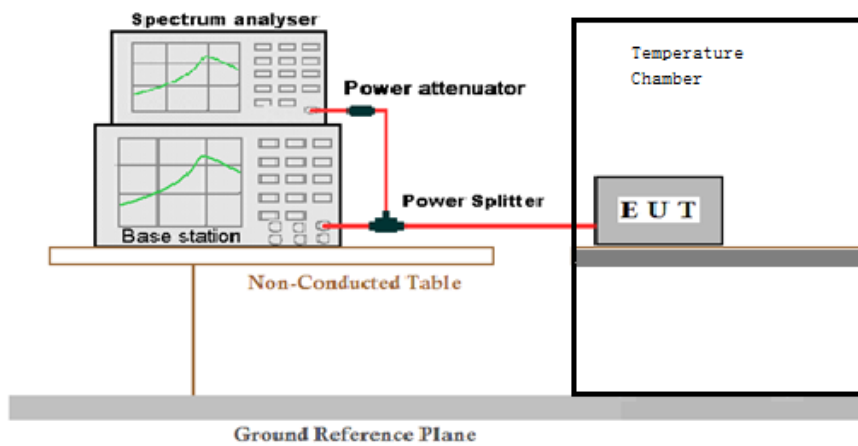 Spectrum analyser
Temperature
Chamber
Power attenuator
Power Splitter
E U T
Base station
Non-Conducted Table
Ground Reference Plane